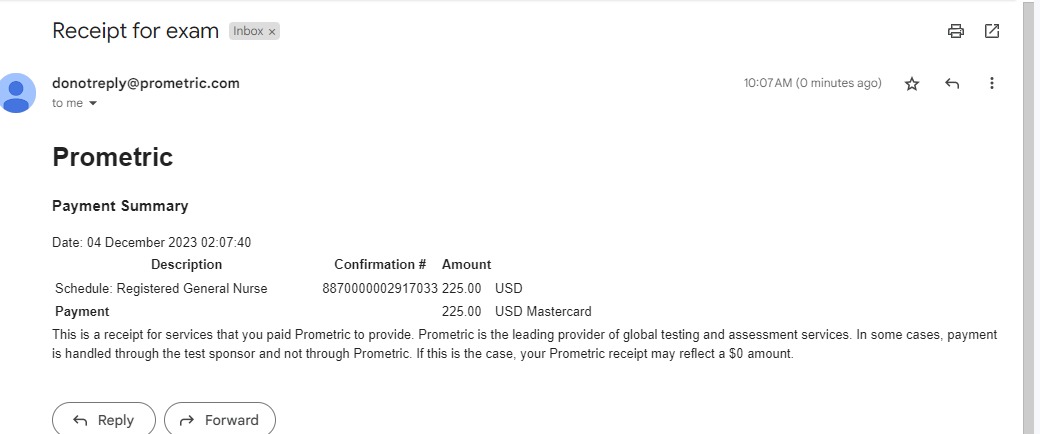 Receipt for exam Inbox ×
donotreply@prometric.com 10:07 AM (0 minutes ago)
to me
Prometric
Payment Summary
Date: 04 December 2023 02:07:40
Description Confirmation # Amount
Schedule: Registered General Nurse 8870000002917033 225.00 USD
Payment 225.00 USD Mastercard
This is a receipt for services that you paid Prometric to provide. Prometric is the leading provider of global testing and assessment services. In some cases, payment
is handled through the test sponsor and not through Prometric. If this is the case, your Prometric receipt may reflect a $0 amount.
Reply Forward